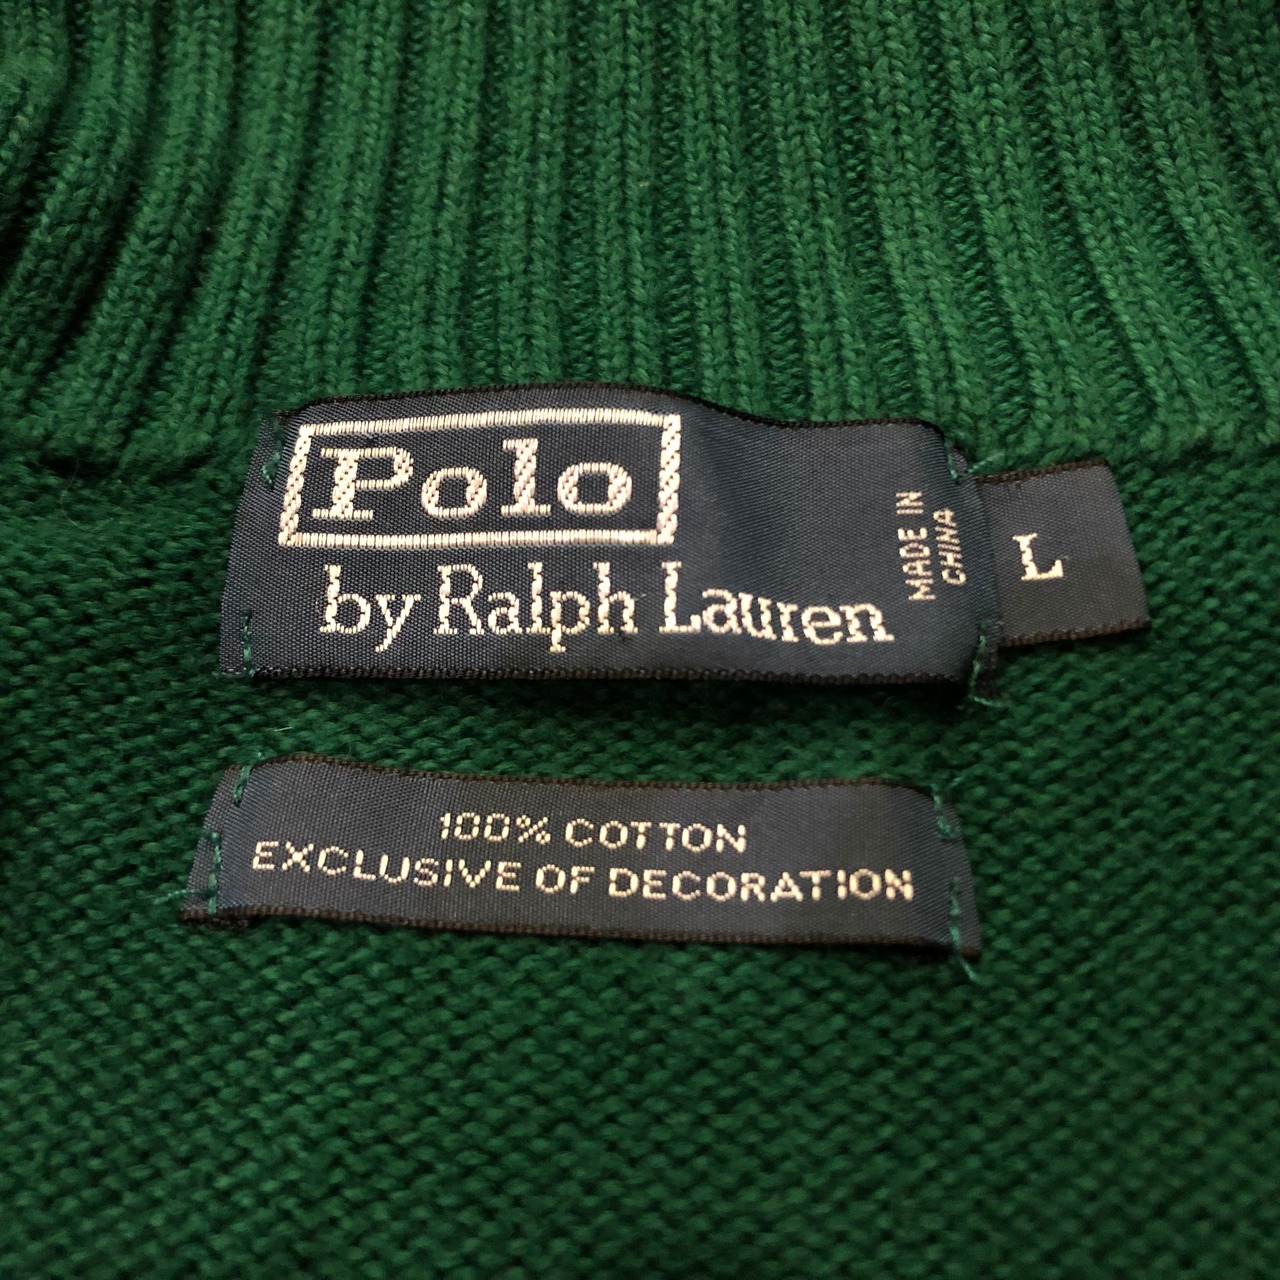 Polo
by Ralph Lauren
MADE IN
CHINA
L
100% COTTON
EXCLUSIVE OF DECORATION